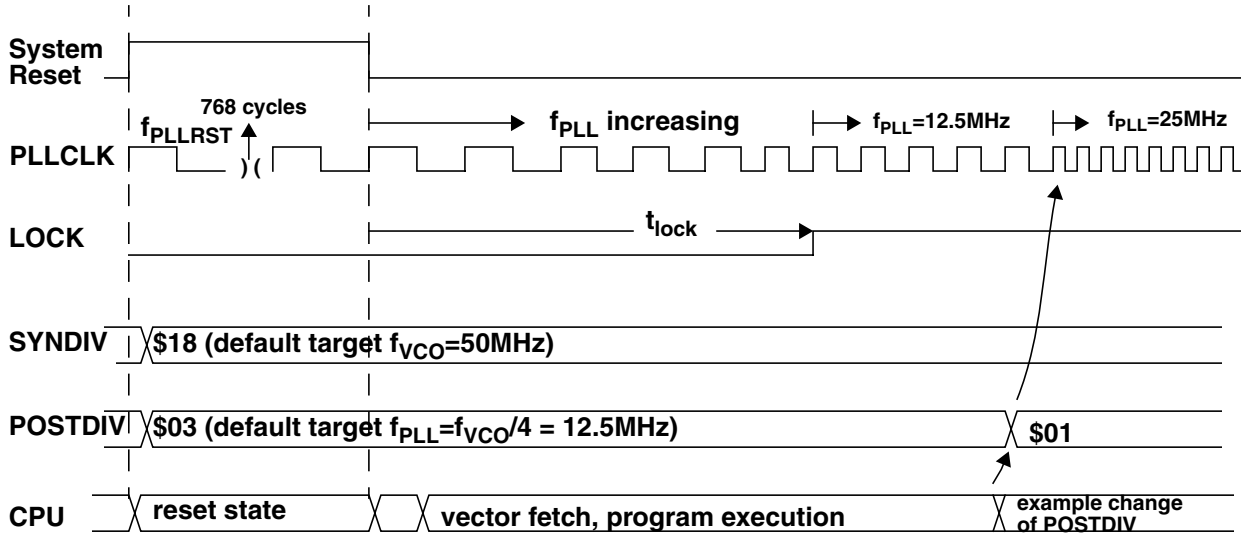 System
Reset
768 cycles
fPLLRST
fPLL increasing
fPLL=12.5MHz
fPLL=25MHz
PLLCLK
) (
tlock
LOCK
SYNDIV
$18 (default target fVCO=50MHz)
POSTDIV
$03 (default target fPLL=fVCO/4 = 12.5MHz)
$01
CPU
reset state
vector fetch, program execution
example change
of POSTDIV